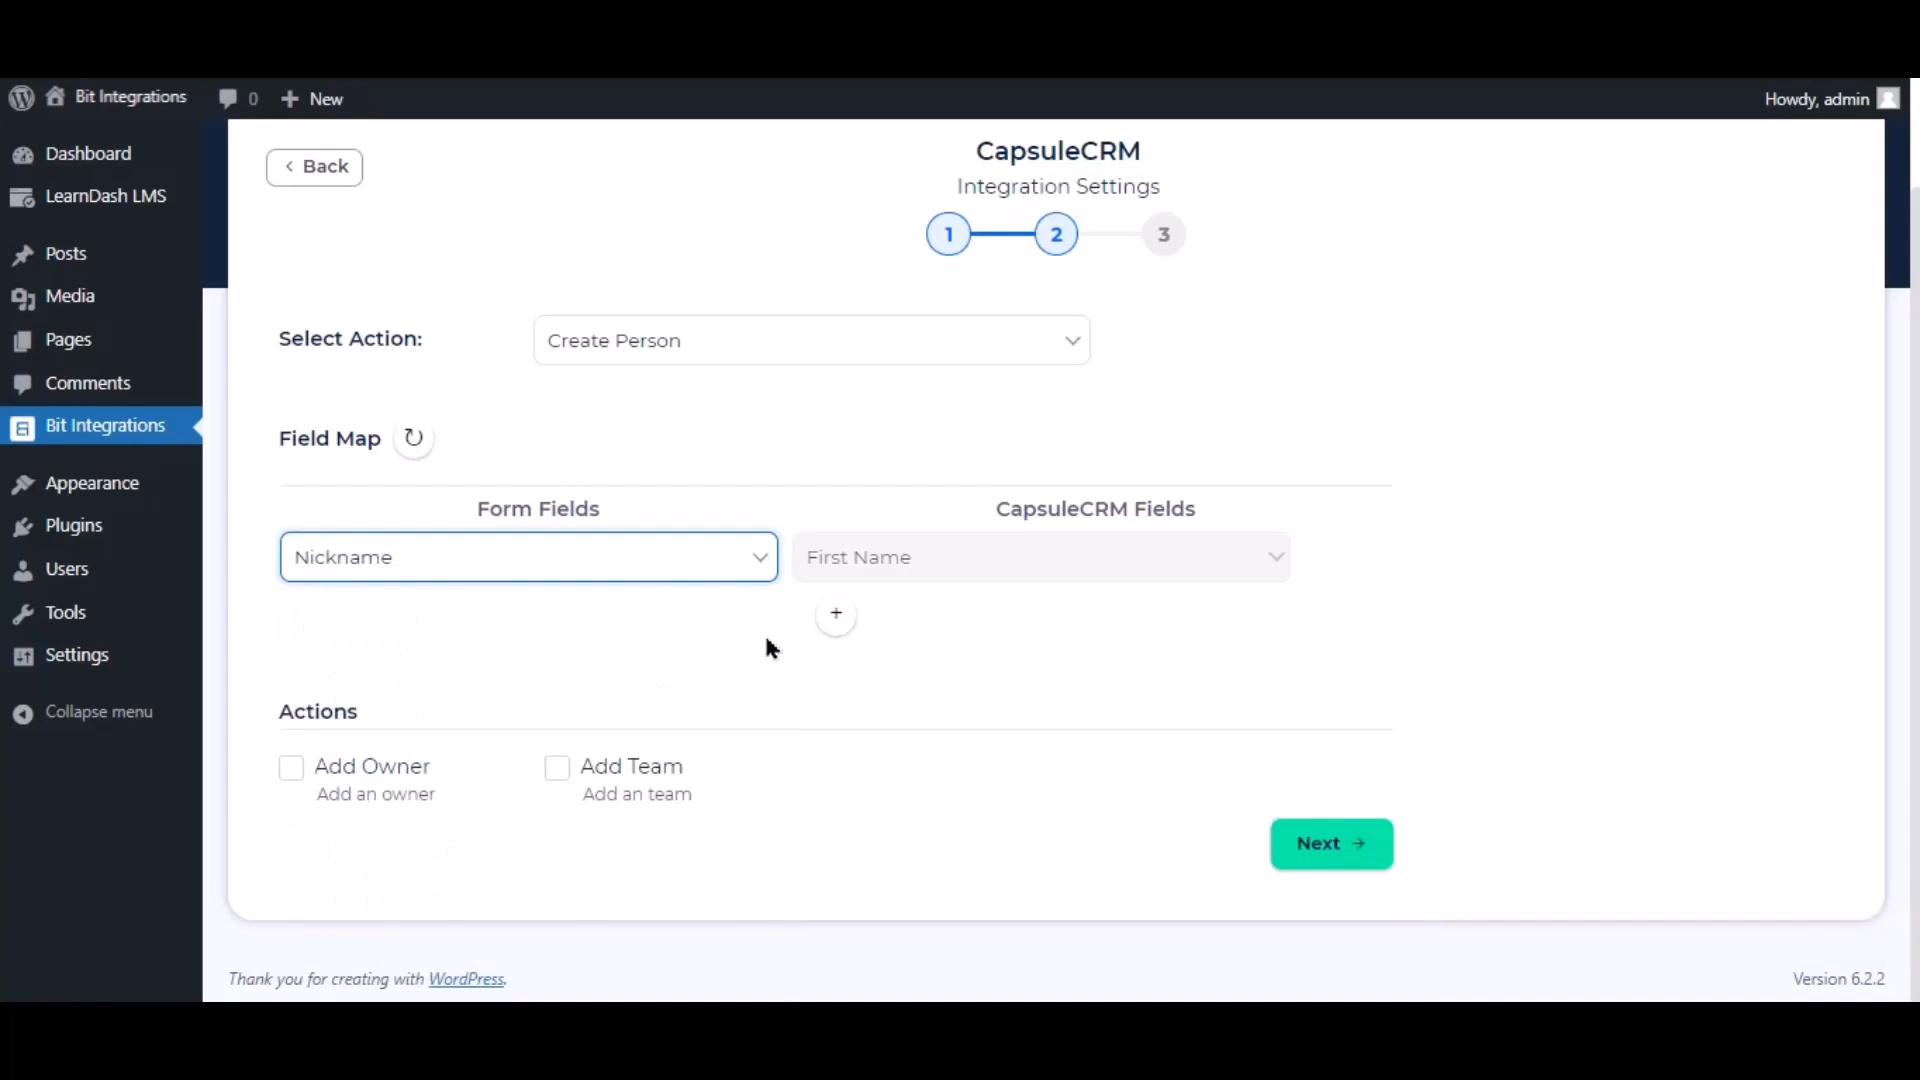 Bit Integrations
0
New
Howdy, admin
Dashboard
LearnDash LMS
Posts
Media
Pages
Comments
Bit Integrations
Appearance
Plugins
Users
Tools
Settings
Collapse menu
Back
CapsuleCRM
Integration Settings
1
2
3
Select Action:
Create Person
Field Map
Form Fields
CapsuleCRM Fields
Nickname
First Name
+
Actions
Add Owner
Add an owner
Add Team
Add an team
Next →
Thank you for creating with WordPress.
Version 6.2.2